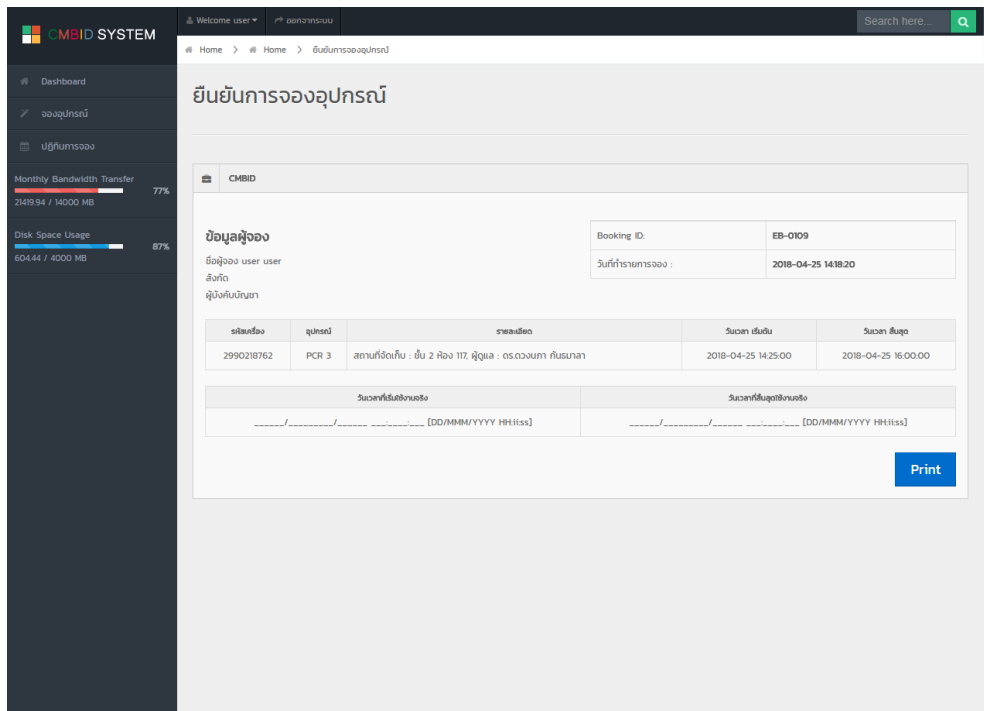 CMBID SYSTEM
Welcome user
ออกจากระบบ
Search here...
Home > Home > ยืนยันการจองอุปกรณ์
Dashboard
จองอุปกรณ์
ปฏิทินการจอง
Monthly Bandwidth Transfer
77%
21419.94 / 14000 MB
Disk Space Usage
87%
604.44 / 4000 MB
ยืนยันการจองอุปกรณ์
CMBID
ข้อมูลผู้จอง
ชื่อผู้จอง user user
สังกัด
ผู้บังคับบัญชา
Booking ID: EB-0109
วันที่ทำรายการจอง : 2018-04-25 14:18:20
รหัสเครื่อง อุปกรณ์ รายละเอียด วันเวลา เริ่มต้น วันเวลา สิ้นสุด
2990218762 PCR 3 สถานที่จัดเก็บ : ชั้น 2 ห้อง 117, ผู้ดูแล : ดร.ดวงนภา กันธมาลา 2018-04-25 14:25:00 2018-04-25 16:00:00
วันเวลาที่เริ่มใช้งานจริง วันเวลาที่สิ้นสุดใช้งานจริง
______/_________/______ ___:____:___ [DD/MMM/YYYY HH:ii:ss] ______/_________/______ ___:____:___ [DD/MMM/YYYY HH:ii:ss]
Print